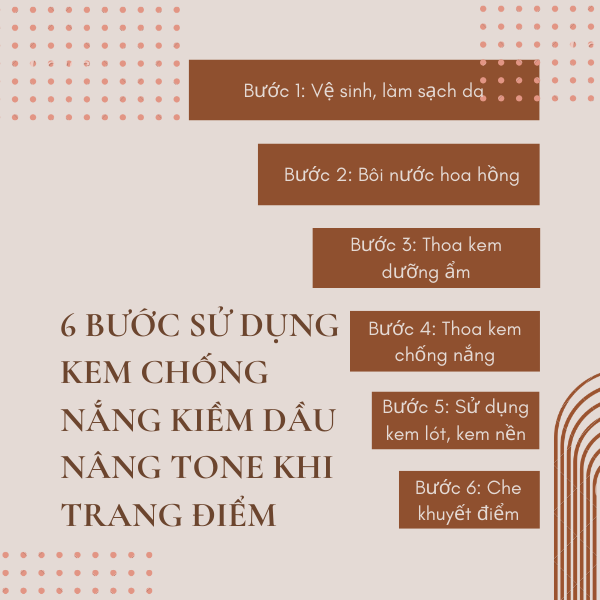 Bước 1: Vệ sinh, làm sạch da
Bước 2: Bôi nước hoa hồng
Bước 3: Thoa kem
dưỡng ẩm
Bước 4: Thoa kem
chống nắng
Bước 5: Sử dụng
kem lót, kem nền
Bước 6: Che
khuyết điểm
6 BƯỚC SỬ DỤNG
KEM CHỐNG
NẮNG KIỀM DẦU
NÂNG TONE KHI
TRANG ĐIỂM